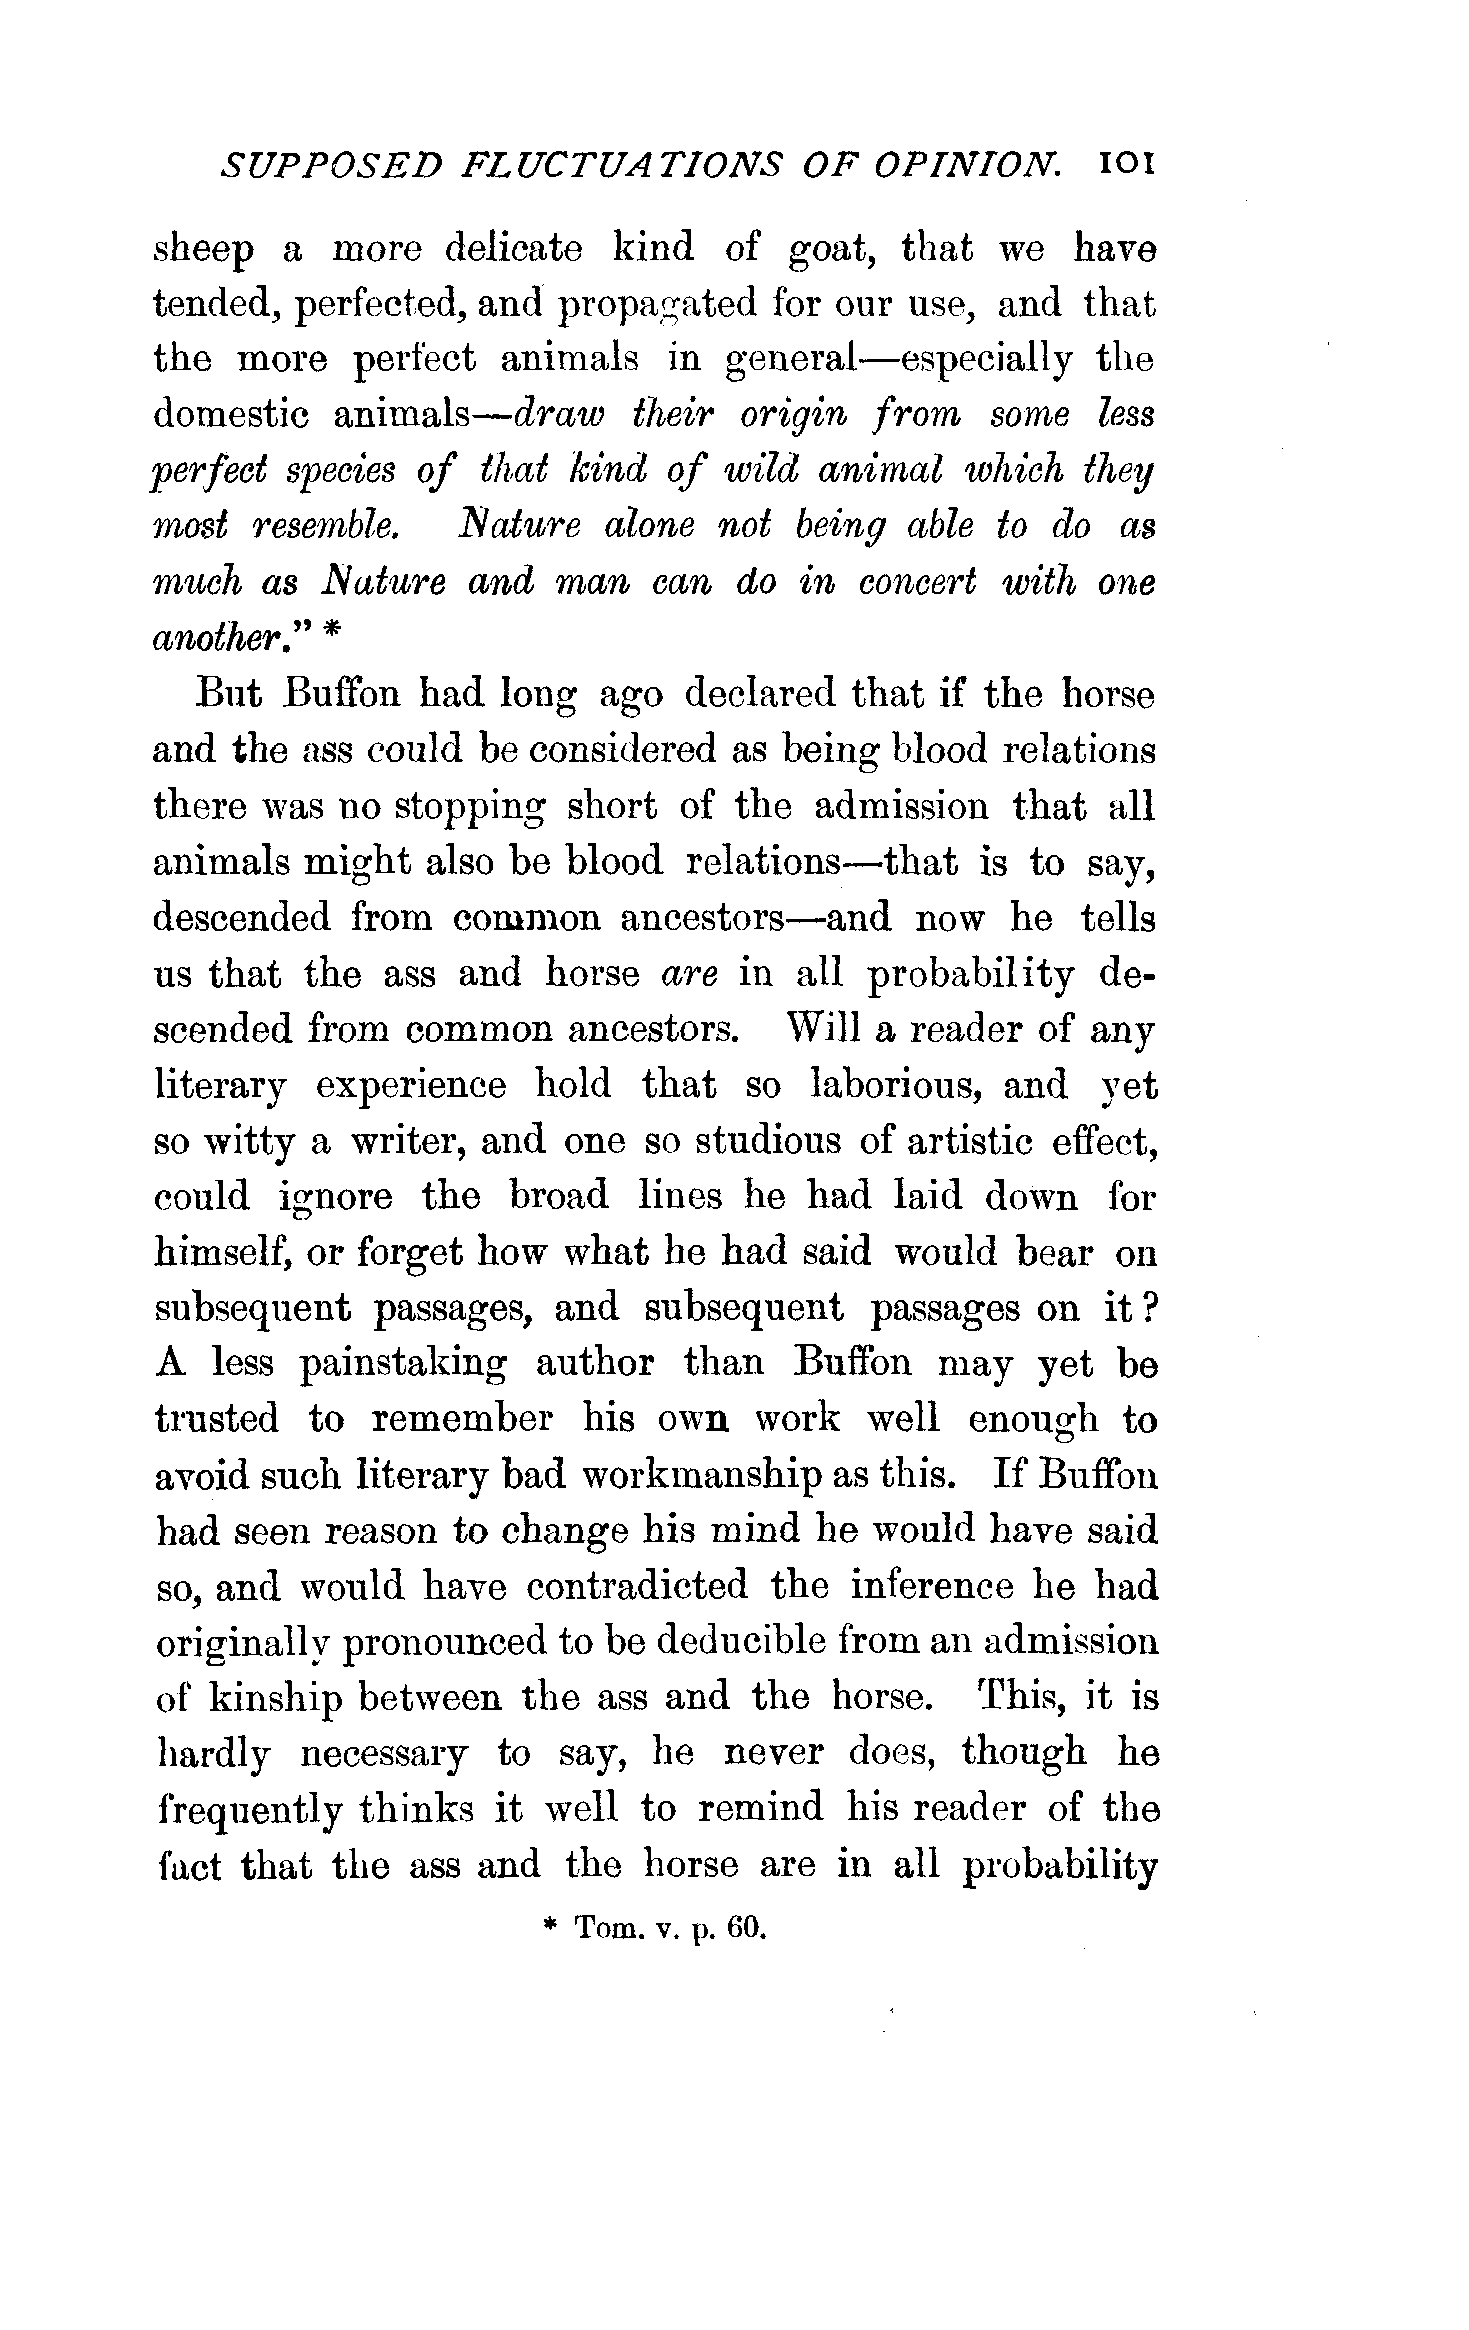 SUPPOSED FLUCTUATIONS OF OPINION. 101
sheep a more delicate kind of goat, that we have
tended, perfected, and propagated for our use, and that
the more perfect animals in general—especially the
domestic animals—draw their origin from some less
perfect species of that kind of wild animal which they
most resemble. Nature alone not being able to do as
much as Nature and man can do in concert with one
another." *
But Buffon had long ago declared that if the horse
and the ass could be considered as being blood relations
there was no stopping short of the admission that all
animals might also be blood relations—that is to say,
descended from common ancestors—and now he tells
us that the ass and horse are in all probability de-
scended from common ancestors. Will a reader of any
literary experience hold that so laborious, and yet
so witty a writer, and one so studious of artistic effect,
could ignore the broad lines he had laid down for
himself, or forget how what he had said would bear on
subsequent passages, and subsequent passages on it?
A less painstaking author than Buffon may yet be
trusted to remember his own work well enough to
avoid such literary bad workmanship as this. If Buffon
had seen reason to change his mind he would have said
so, and would have contradicted the inference he had
originally pronounced to be deducible from an admission
of kinship between the ass and the horse. This, it is
hardly necessary to say, he never does, though he
frequently thinks it well to remind his reader of the
fact that the ass and the horse are in all probability
* Tom. v. p. 60.